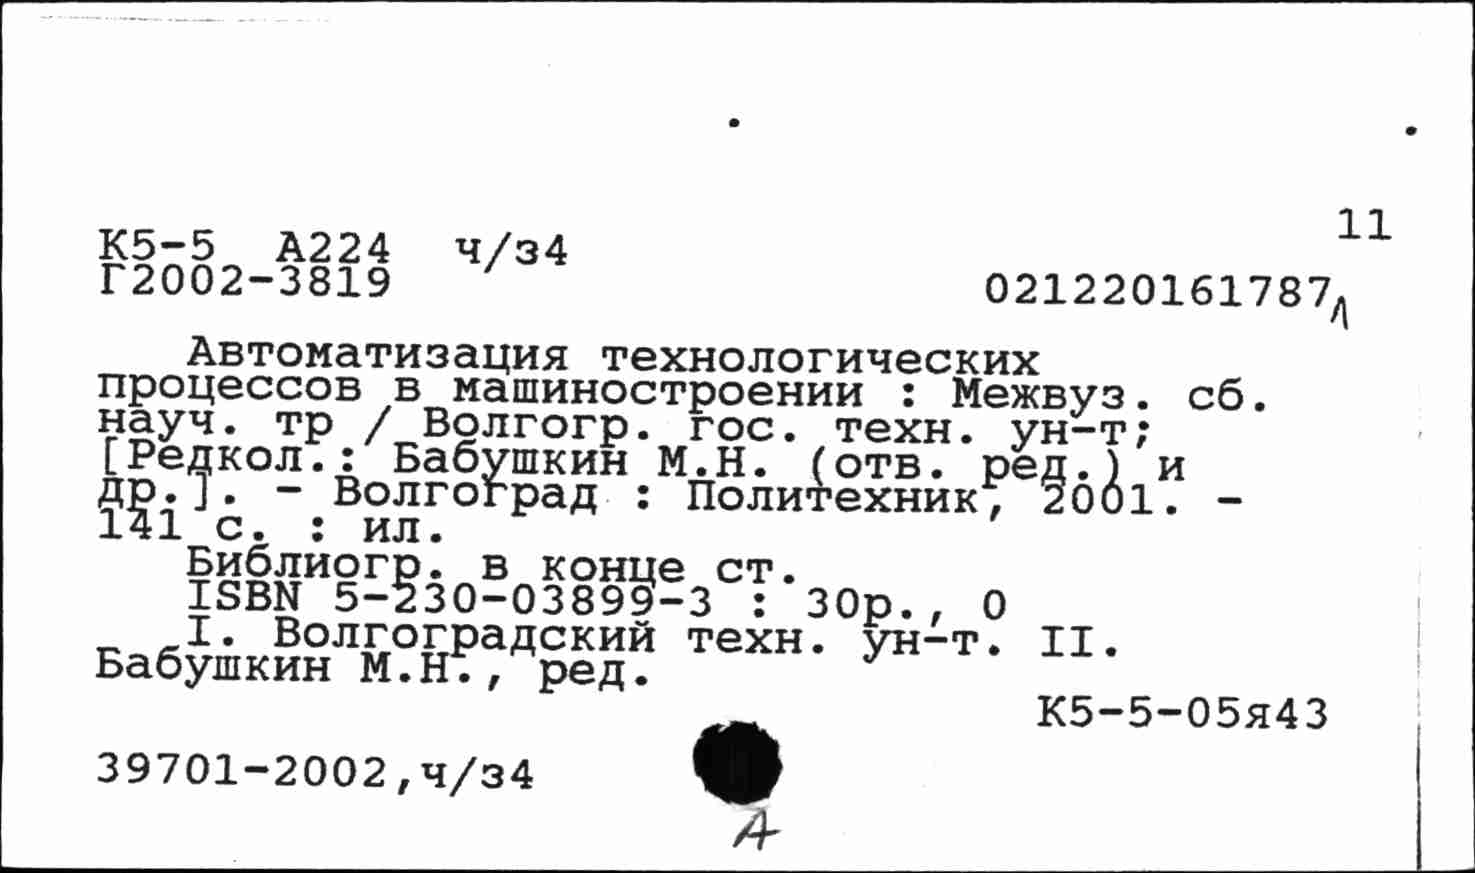 11
К5-5 А224 ч/з4
Г2002-3819
021220161787Л
Автоматизация технологических
процессов в машиностроении : Межвуз. сб.
науч. тр / Волгогр. гос. техн. ун-т;
[Редкол.: Бабушкин М.Н. (отв. ред.) и
др.]. - Волгоград : Политехник, 2001. -
141 с. : ил.
Библиогр. в конце ст.
ISBN 5-230-03899-3 : 30р., 0
I. Волгоградский техн. ун-т. II.
Бабушкин М.Н., ред.
К5-5-05я43
39701-2002,ч/з4
А